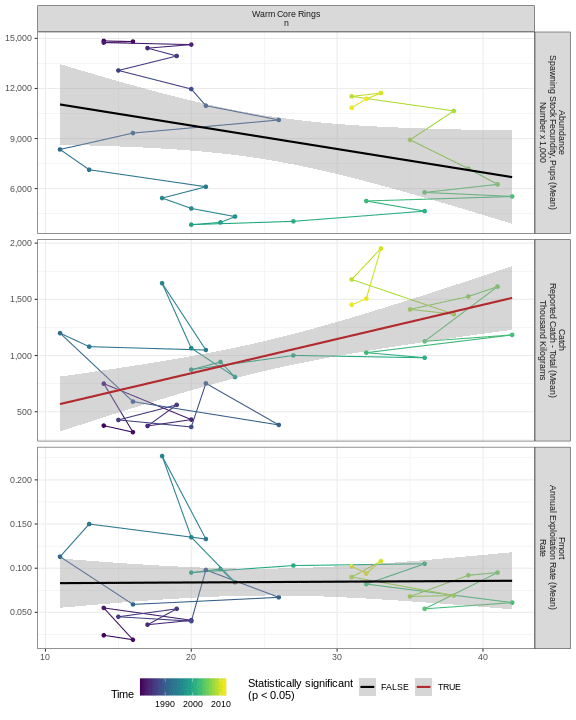 Warm Core Rings
n
15,000
12,000
9,000
6,000
Abundance
Spawning Stock Fecundity, Pups (Mean)
Number x 1,000
2,000
1,500
1,000
500
Catch
Reported Catch - Total (Mean)
Thousand Kilograms
0.200
0.150
0.100
0.050
Fmort
Annual Exploitation Rate (Mean)
Rate
10
20
30
40
Time
1990
2000
2010
Statistically significant
(p < 0.05)
FALSE
TRUE